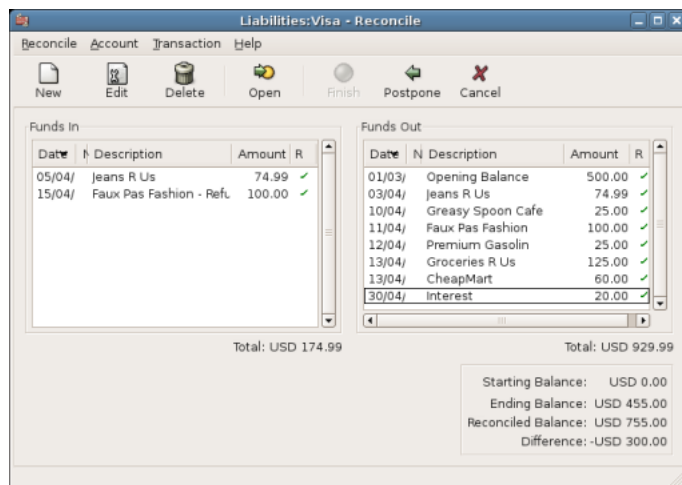 Liabilities:Visa - Reconcile
Reconcile Account Transaction Help
New Edit Delete Open Finish Postpone Cancel
Funds In
Date N Description Amount R
05/04/ Jeans R Us 74.99 ✓
15/04/ Faux Pas Fashion - Refu 100.00 ✓
Total: USD 174.99
Funds Out
Date N Description Amount R
01/03/ Opening Balance 500.00 ✓
03/04/ Jeans R Us 74.99 ✓
10/04/ Greasy Spoon Cafe 25.00 ✓
11/04/ Faux Pas Fashion 100.00 ✓
12/04/ Premium Gasolin 25.00 ✓
13/04/ Groceries R Us 125.00 ✓
13/04/ CheapMart 60.00 ✓
30/04/ Interest 20.00 ✓
Total: USD 929.99
Starting Balance: USD 0.00
Ending Balance: USD 455.00
Reconciled Balance: USD 755.00
Difference: -USD 300.00